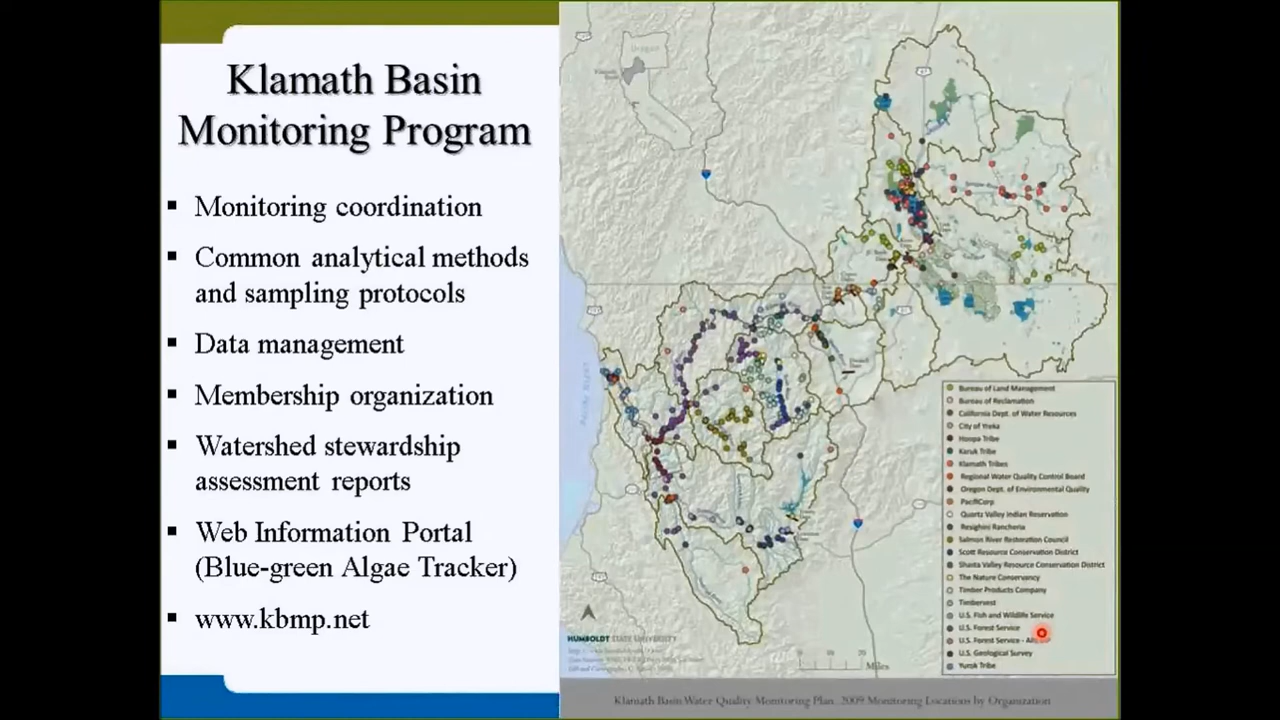 Klamath Basin
Monitoring Program
▪ Monitoring coordination
▪ Common analytical methods
and sampling protocols
▪ Data management
▪ Membership organization
▪ Watershed stewardship
assessment reports
▪ Web Information Portal
(Blue-green Algae Tracker)
▪ www.kbmp.net
Oregon
Bureau of Land Management
Bureau of Reclamation
California Dept. of Water Resources
City of Yreka
Hoopa Tribe
Karuk Tribe
Klamath Tribes
Regional Water Quality Control Board
Oregon Dept. of Environmental Quality
PacifiCorp
Quartz Valley Indian Reservation
Resighini Rancheria
Salmon River Restoration Council
Scott Resource Conservation District
Shasta Valley Resource Conservation District
The Nature Conservancy
Timber Products Company
Timbervest
U.S. Fish and Wildlife Service
U.S. Forest Service
U.S. Forest Service -
U.S. Geological Survey
Yurok Tribe
HUMBOLDT STATE UNIVERSITY
Miles
Klamath Basin Water Quality Monitoring Plan 2009 Monitoring Locations by Organization